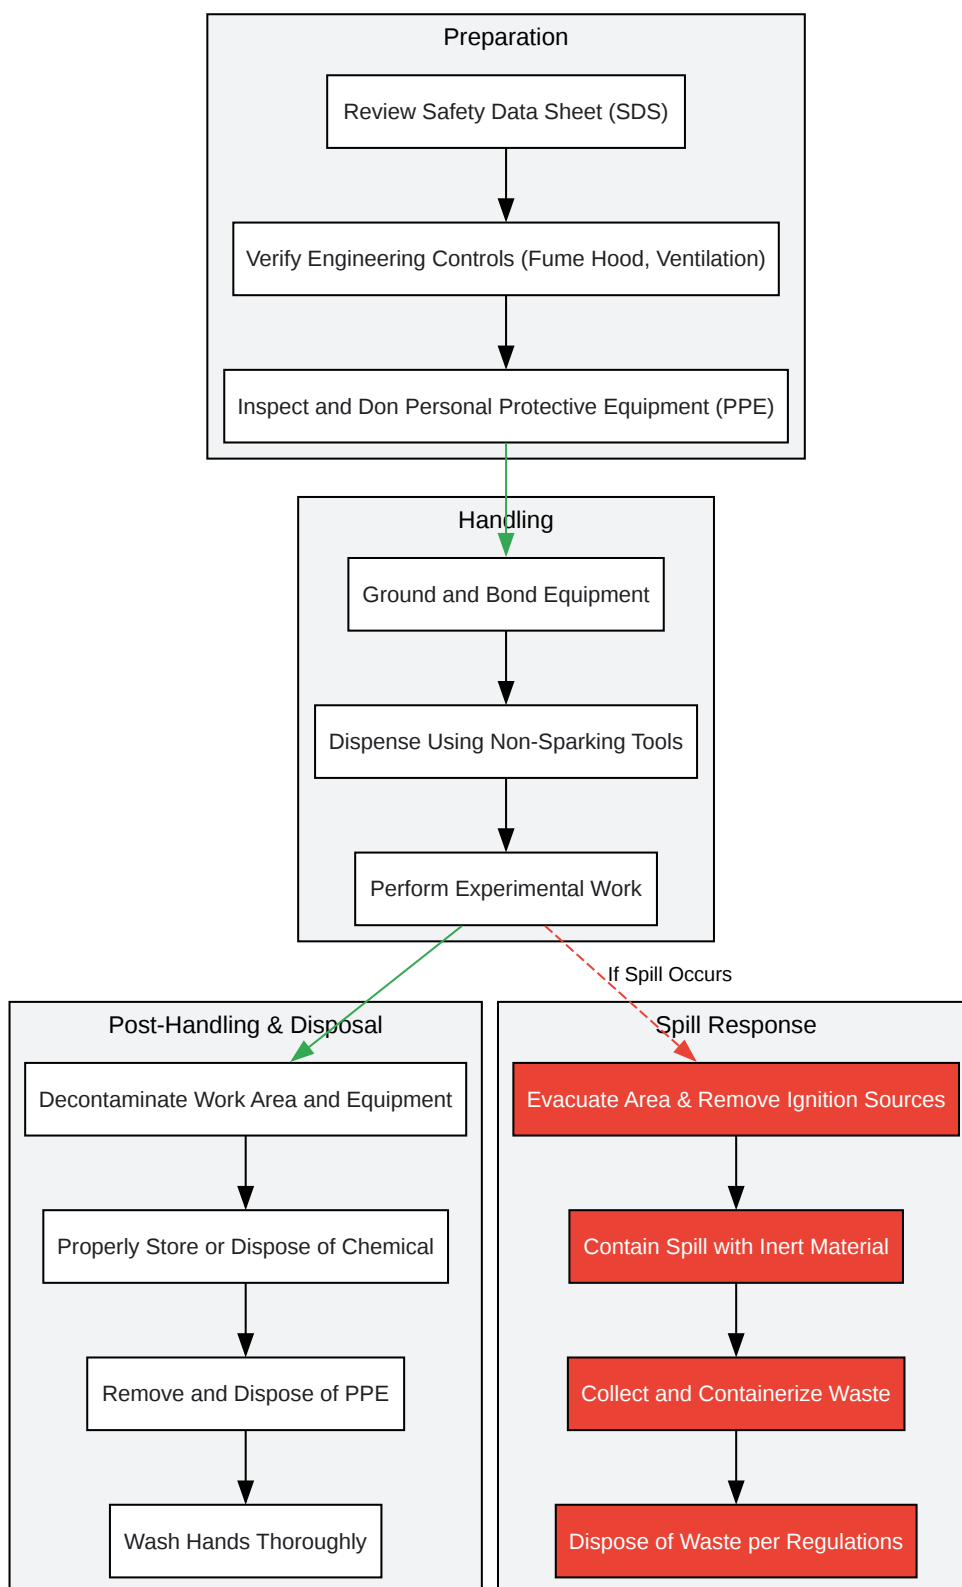 Preparation
Review Safety Data Sheet (SDS)
Verify Engineering Controls (Fume Hood, Ventilation)
Inspect and Don Personal Protective Equipment (PPE)
Handling
Ground and Bond Equipment
Dispense Using Non-Sparking Tools
Perform Experimental Work
If Spill Occurs
Post-Handling & Disposal
Decontaminate Work Area and Equipment
Properly Store or Dispose of Chemical
Remove and Dispose of PPE
Wash Hands Thoroughly
Spill Response
Evacuate Area & Remove Ignition Sources
Contain Spill with Inert Material
Collect and Containerize Waste
Dispose of Waste per Regulations